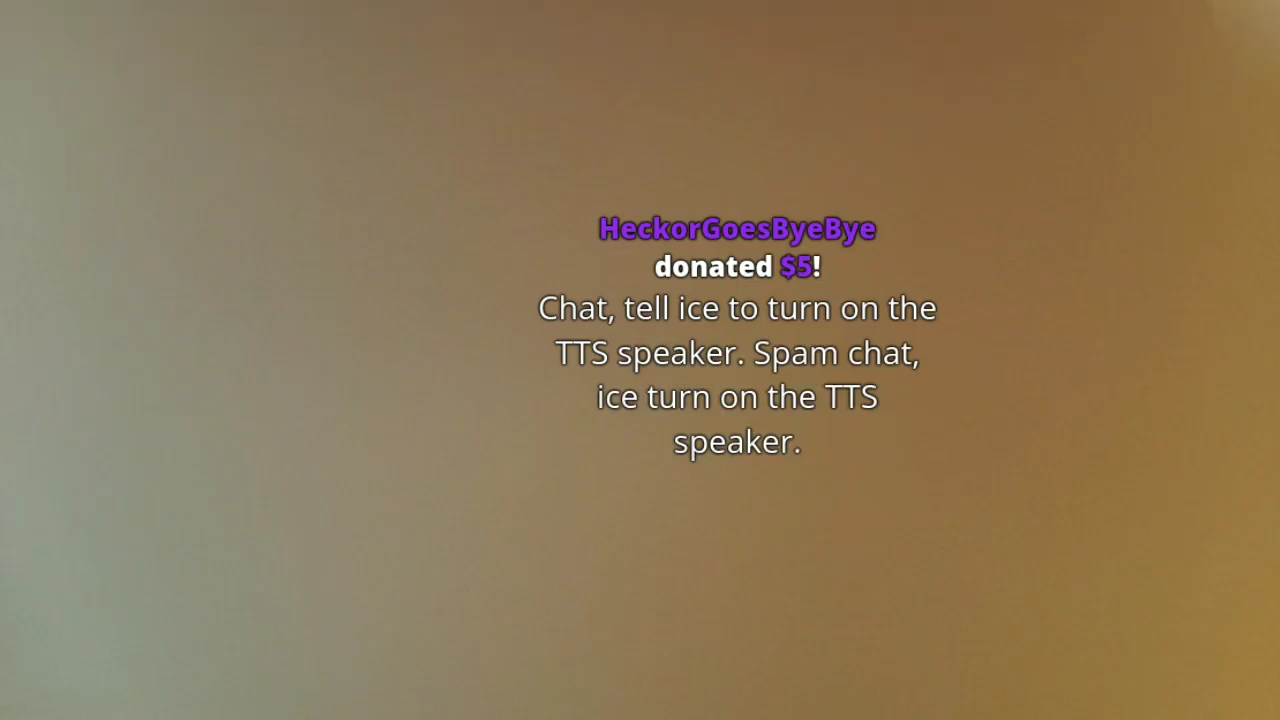 HeckorGoesByeBye
donated $5!
Chat, tell ice to turn on the
TTS speaker. Spam chat,
ice turn on the TTS
speaker.